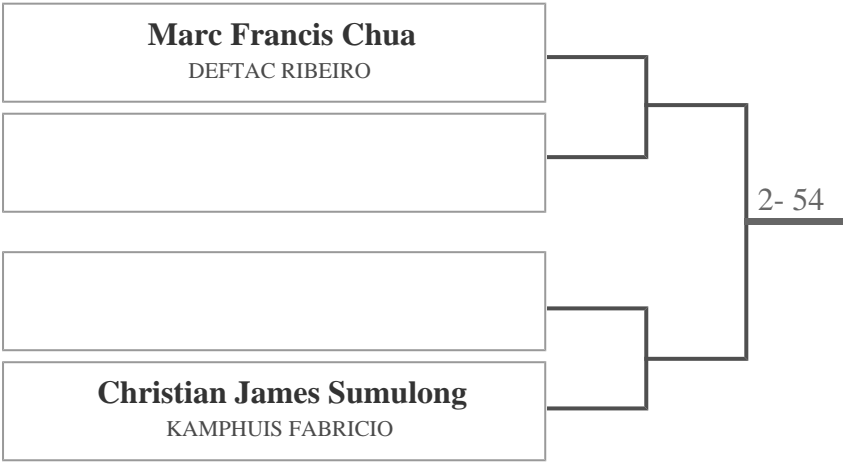 Marc Francis Chua
DEFTAC RIBEIRO
2- 54
Christian James Sumulong
KAMPHUIS FABRICIO